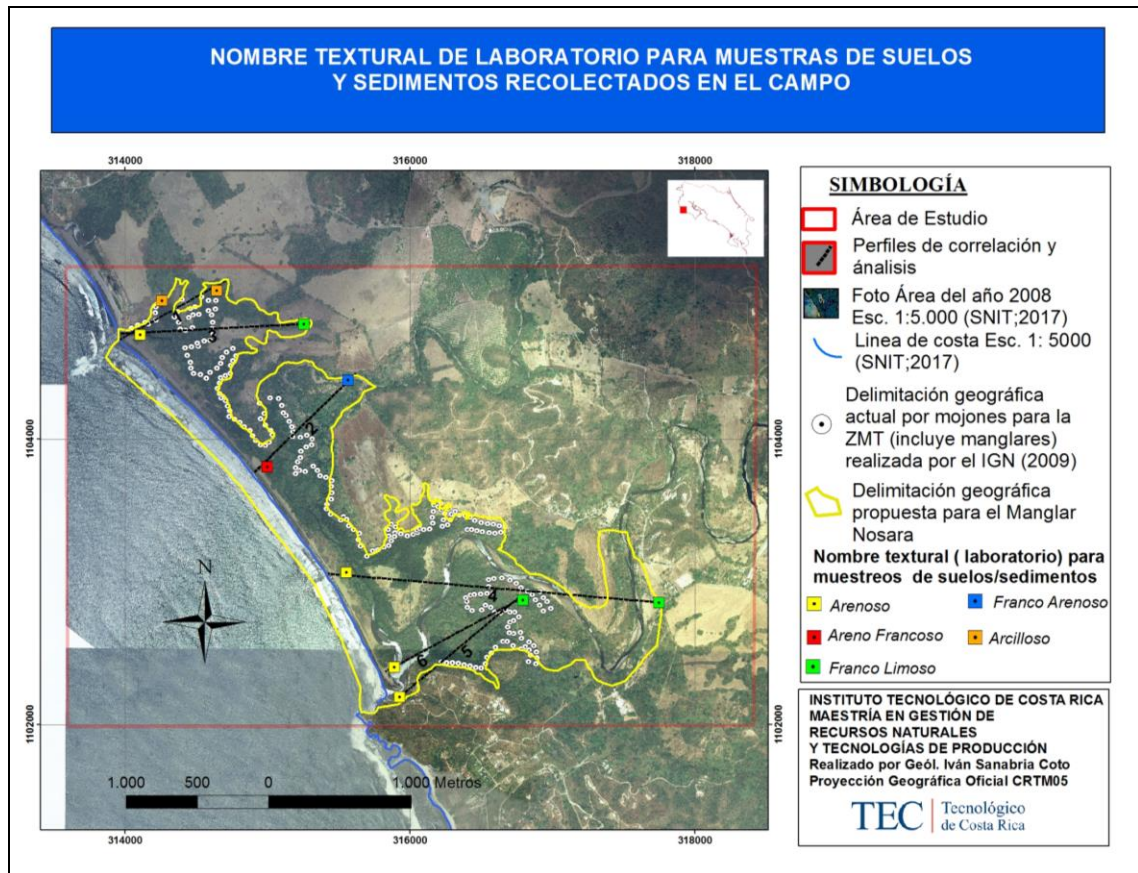 NOMBRE TEXTURAL DE LABORATORIO PARA MUESTRAS DE SUELOS
Y SEDIMENTOS RECOLECTADOS EN EL CAMPO
314000
316000
318000
1104000
1104000
1102000
1102000
3
2
4
6
5
N
1.000 500 0 1.000 Metros
314000
316000
318000
SIMBOLOGÍA
Área de Estudio
Perfiles de correlación y
ánalisis
Foto Área del año 2008
Esc. 1:5.000 (SNIT;2017)
Linea de costa Esc. 1: 5000
(SNIT;2017)
Delimitación geográfica
actual por mojones para la
ZMT (incluye manglares)
realizada por el IGN (2009)
Delimitación geográfica
propuesta para el Manglar
Nosara
Nombre textural ( laboratorio) para
muestreos de suelos/sedimentos
Arenoso
Franco Arenoso
Areno Francoso
Arcilloso
Franco Limoso
INSTITUTO TECNOLÓGICO DE COSTA RICA
MAESTRÍA EN GESTIÓN DE
RECURSOS NATURALES
Y TECNOLOGÍAS DE PRODUCCIÓN
Realizado por Geól. Iván Sanabria Coto
Proyección Geográfica Oficial CRTM05
TEC Tecnológico
de Costa Rica